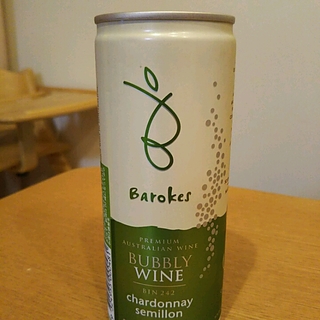 Barokes
PREMIUM
AUSTRALIAN WINE
BUBBLY
WINE
BIN 242
chardonnay
semillon